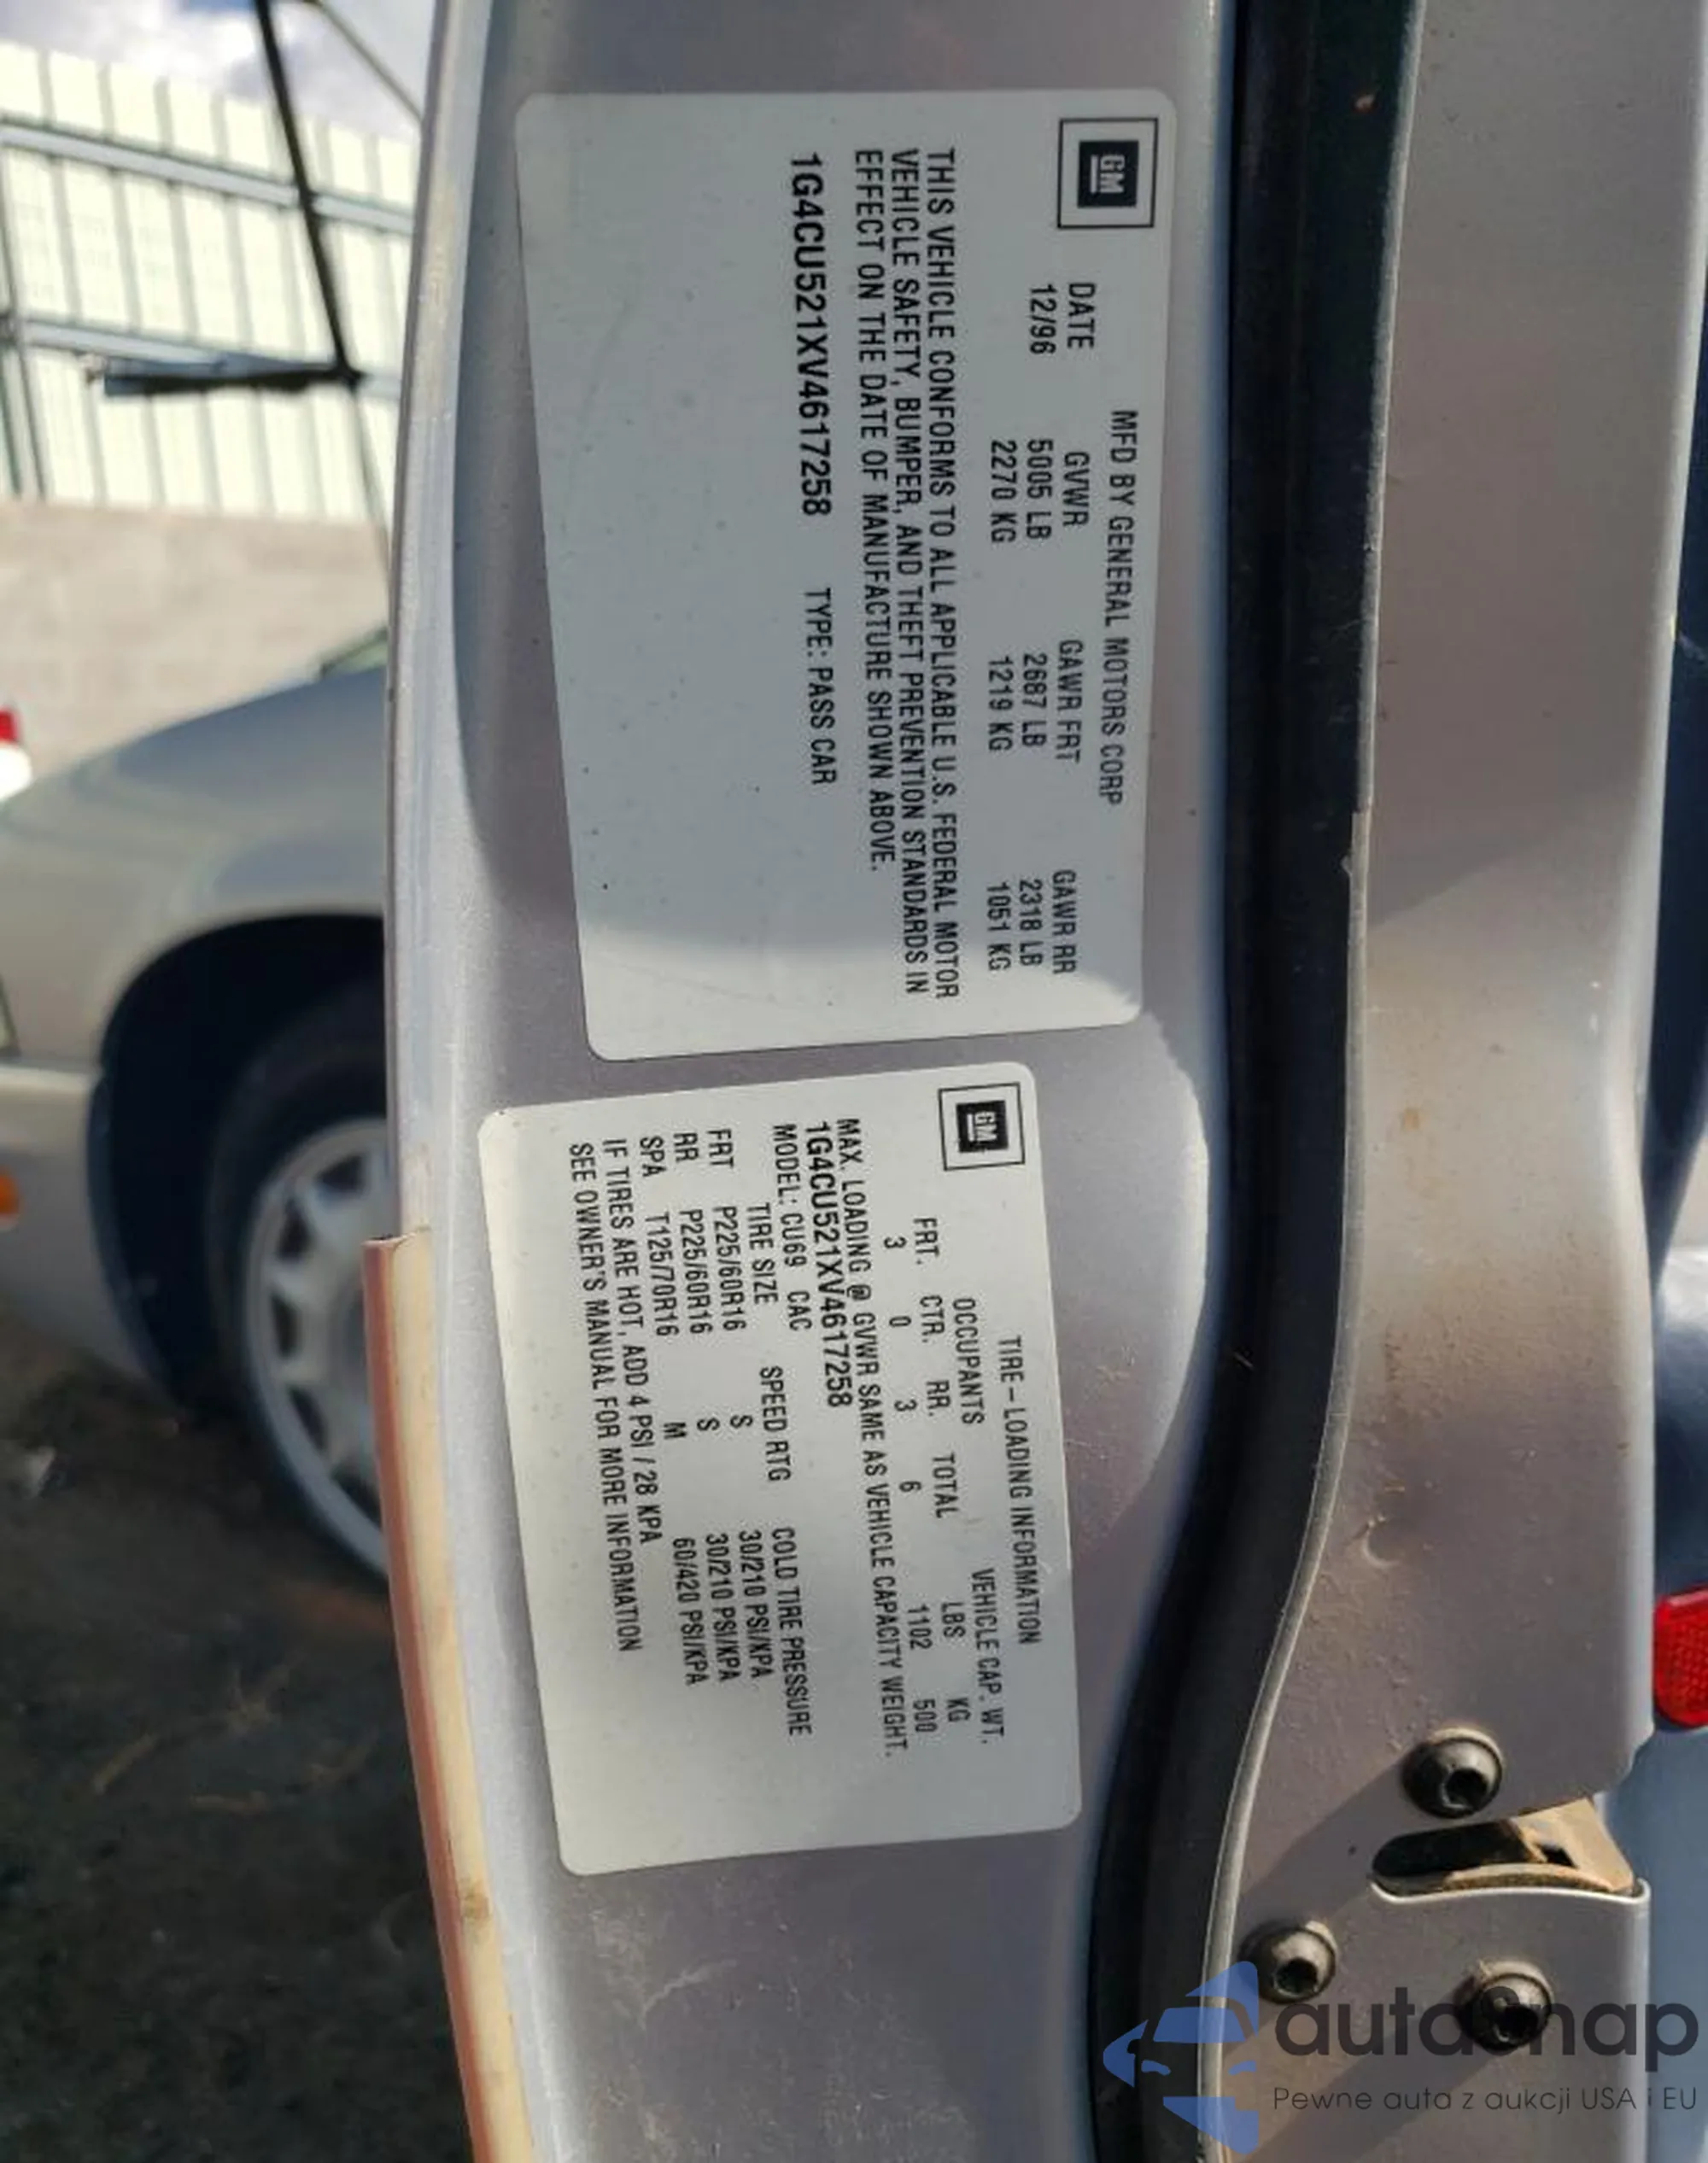 GM
MFD BY GENERAL MOTORS CORP
DATE GVWR GAWR FRT GAWR RR
12/96 5005 LB 2687 LB 2318 LB
2270 KG 1219 KG 1051 KG
THIS VEHICLE CONFORMS TO ALL APPLICABLE U.S. FEDERAL MOTOR
VEHICLE SAFETY, BUMPER, AND THEFT PREVENTION STANDARDS IN
EFFECT ON THE DATE OF MANUFACTURE SHOWN ABOVE.
1G4CU521XV4617258 TYPE: PASS CAR
GM
TIRE-LOADING INFORMATION
OCCUPANTS VEHICLE CAP. WT.
FRT. CTR. RR. TOTAL LBS KG
3 0 3 6 1102 500
MAX. LOADING @ GVWR SAME AS VEHICLE CAPACITY WEIGHT.
1G4CU521XV4617258
MODEL: CU69 CAC
TIRE SIZE SPEED RTG COLD TIRE PRESSURE
FRT P225/60R16 S 30/210 PSI/KPA
RR P225/60R16 S 30/210 PSI/KPA
SPA T125/70R16 M 60/420 PSI/KPA
IF TIRES ARE HOT, ADD 4 PSI / 28 KPA
SEE OWNER'S MANUAL FOR MORE INFORMATION
autosnap
Pewne auta z aukcji USA i EU